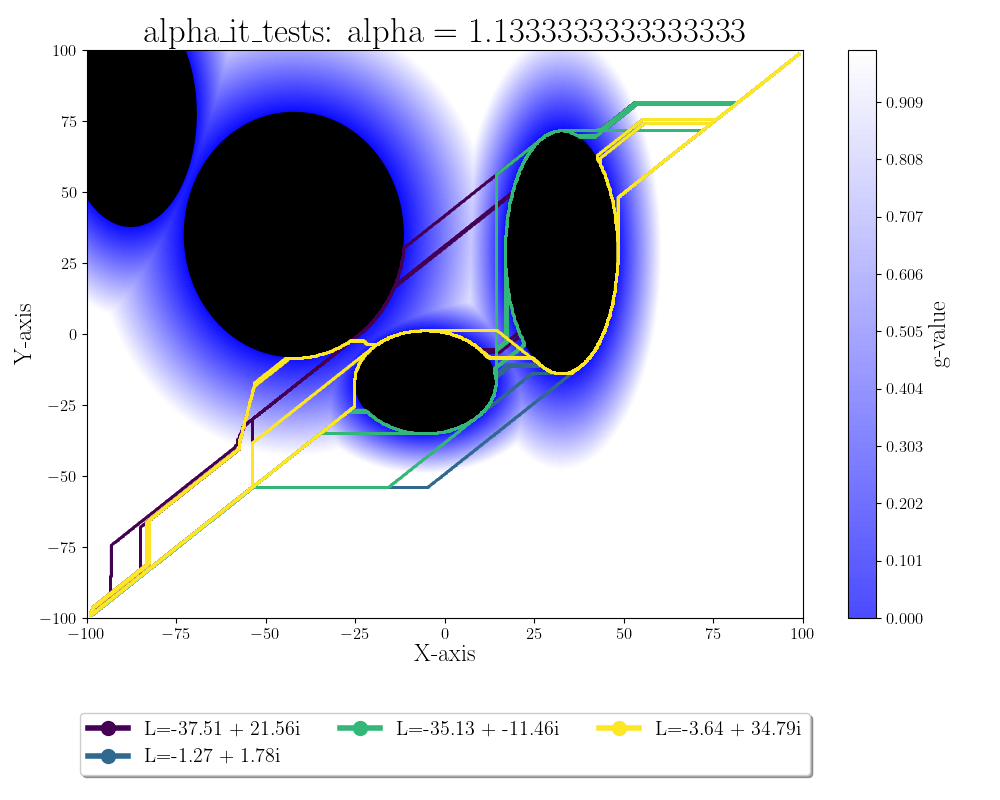 alpha_it_tests: alpha = 1.1333333333333333
100
75
50
25
0
−25
−50
−75
−100
Y-axis
−100 −75 −50 −25 0 25 50 75 100
X-axis
0.909
0.808
0.707
0.606
0.505
0.404
0.303
0.202
0.101
0.000
g-value
L=-37.51 + 21.56i L=-35.13 + -11.46i L=-3.64 + 34.79i
L=-1.27 + 1.78i